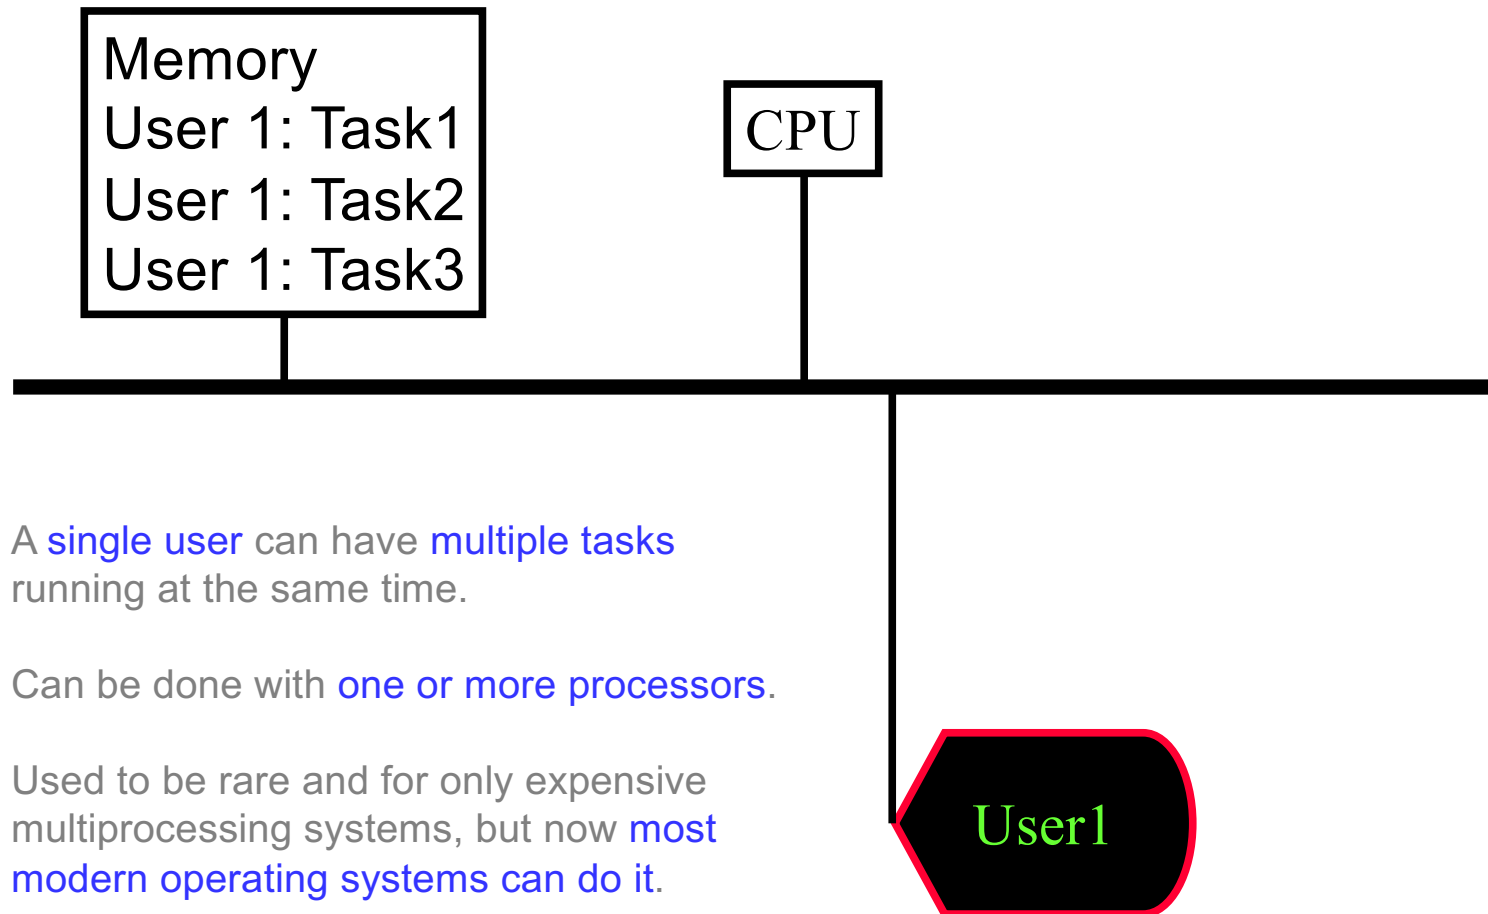 Memory
User 1: Task1
User 1: Task2
User 1: Task3
CPU
A single user can have multiple tasks
running at the same time.
Can be done with one or more processors.
Used to be rare and for only expensive
multiprocessing systems, but now most
modern operating systems can do it.
User1